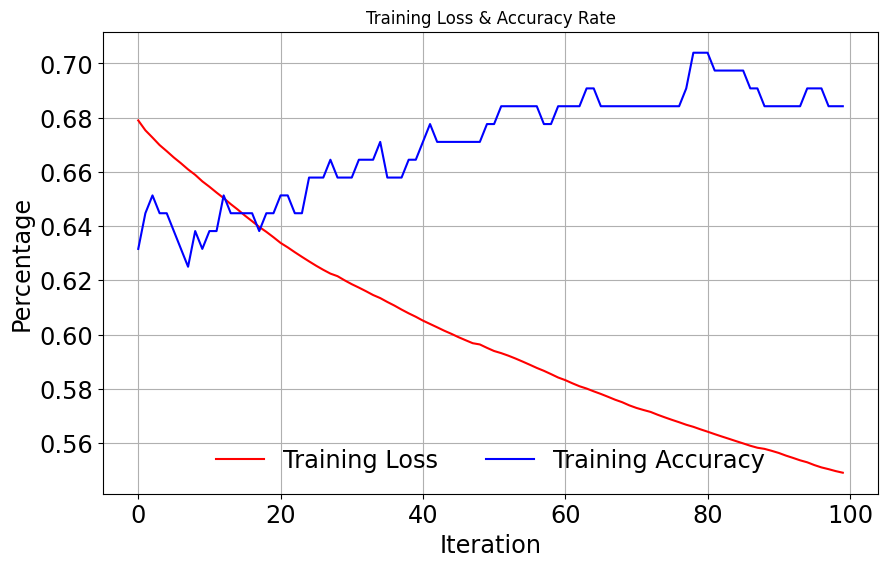 Training Loss & Accuracy Rate
Percentage
0.70
0.68
0.66
0.64
0.62
0.60
0.58
0.56
Training Loss Training Accuracy
0 20 40 60 80 100
Iteration